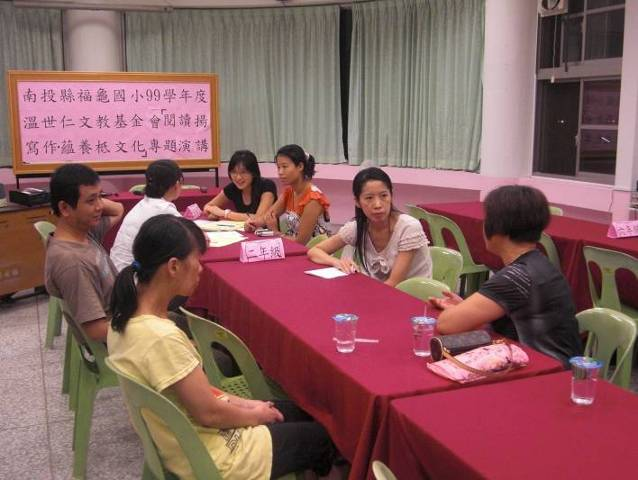 南投縣福龜國小99學年度
溫世仁文教基金會「閱讀揚
寫作蘊養柢文化」專題演講
二年級